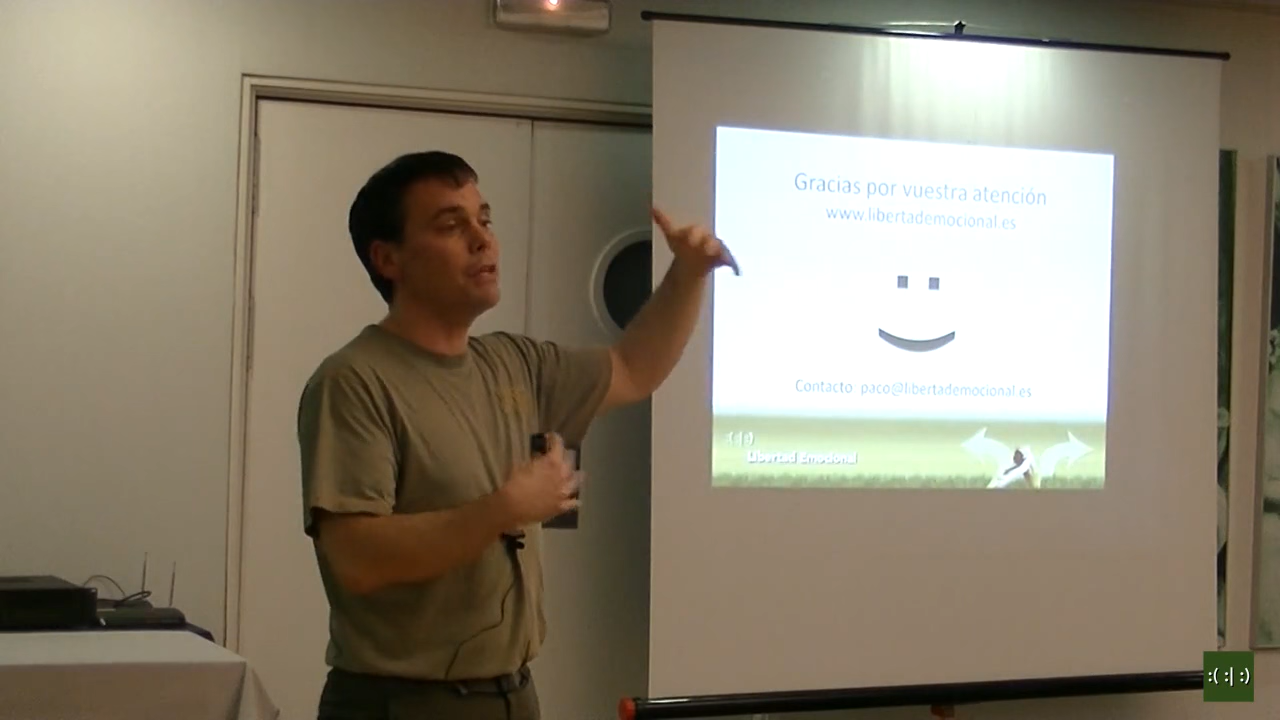 Gracias por vuestra atención
www.libertademocional.es
Contacto: paco@libertademocional.es
:( :| :)
Libertad Emocional
:( :| :)